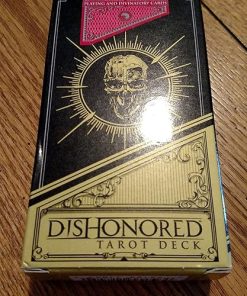 PLAYING AND DIVINATORY CARDS
DISHONORED
TAROT DECK